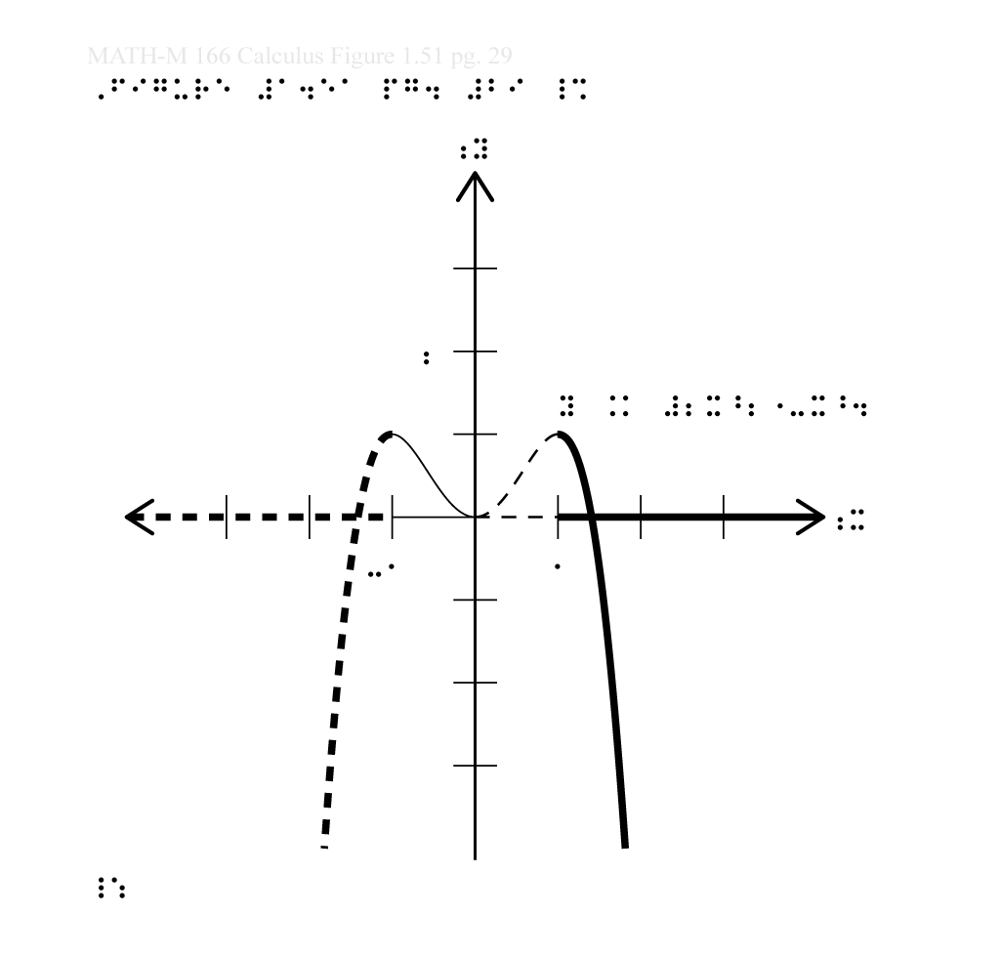 MATH-M 166 Calculus Figure 1.51 pg. 29
⠠⠋⠊⠛⠥⠗⠑ ⠼⠁⠲⠑⠁ ⠏⠛⠲ ⠼⠃⠊
⠰⠽
⠆
⠽ ⠨⠅ ⠼⠆⠭⠘⠆⠐⠤⠭⠘⠲
⠰⠭
⠤⠂ ⠂